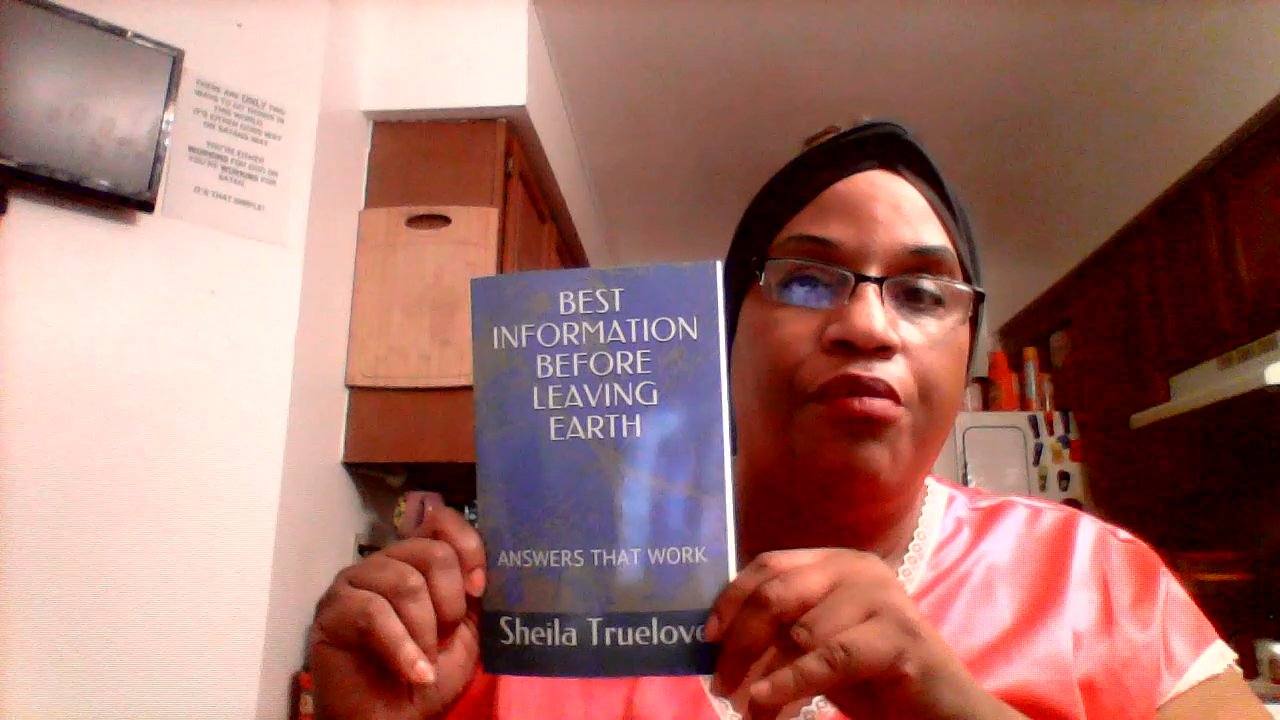 THERE ARE ONLY TWO
WAYS TO DO THINGS IN
THIS WORLD
IT'S EITHER GODS WAY
OR SATANS WAY
YOU'RE EITHER
WORKING FOR GOD OR
YOU'RE WORKING FOR
SATAN
IT'S THAT SIMPLE!
BEST
INFORMATION
BEFORE
LEAVING
EARTH
ANSWERS THAT WORK
Sheila Truelove